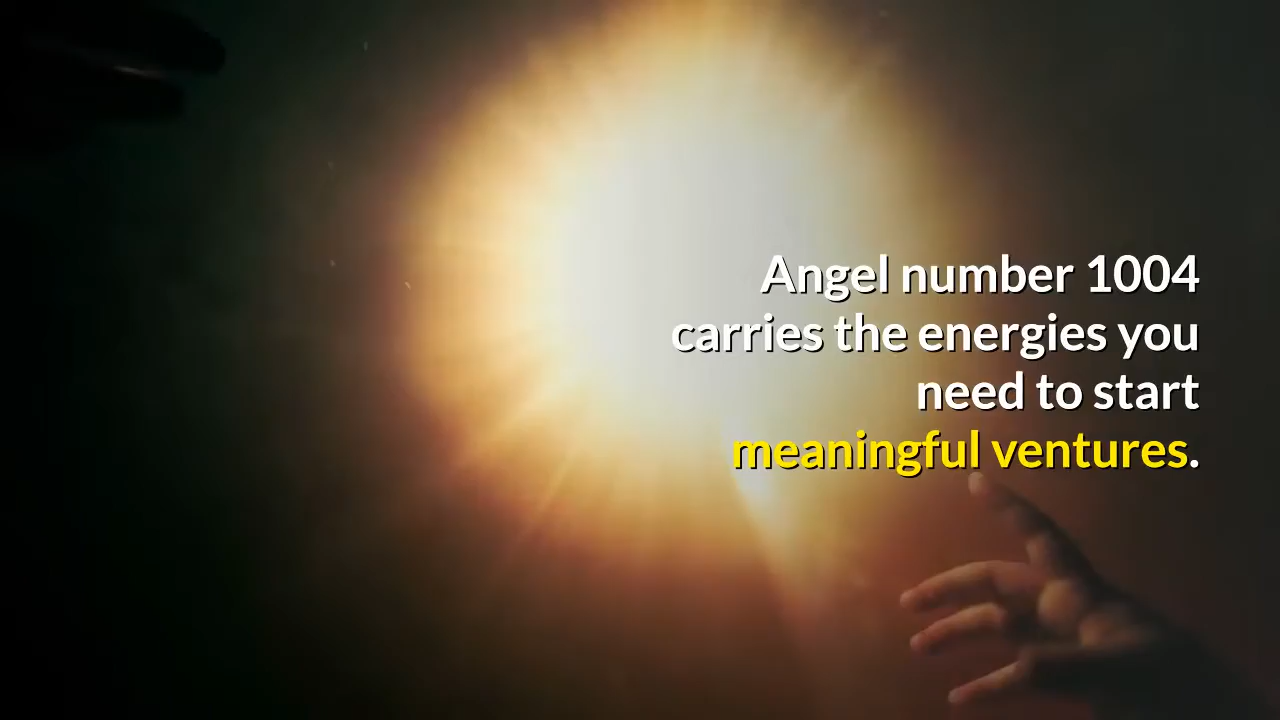 Angel number 1004
carries the energies you
need to start
meaningful ventures.